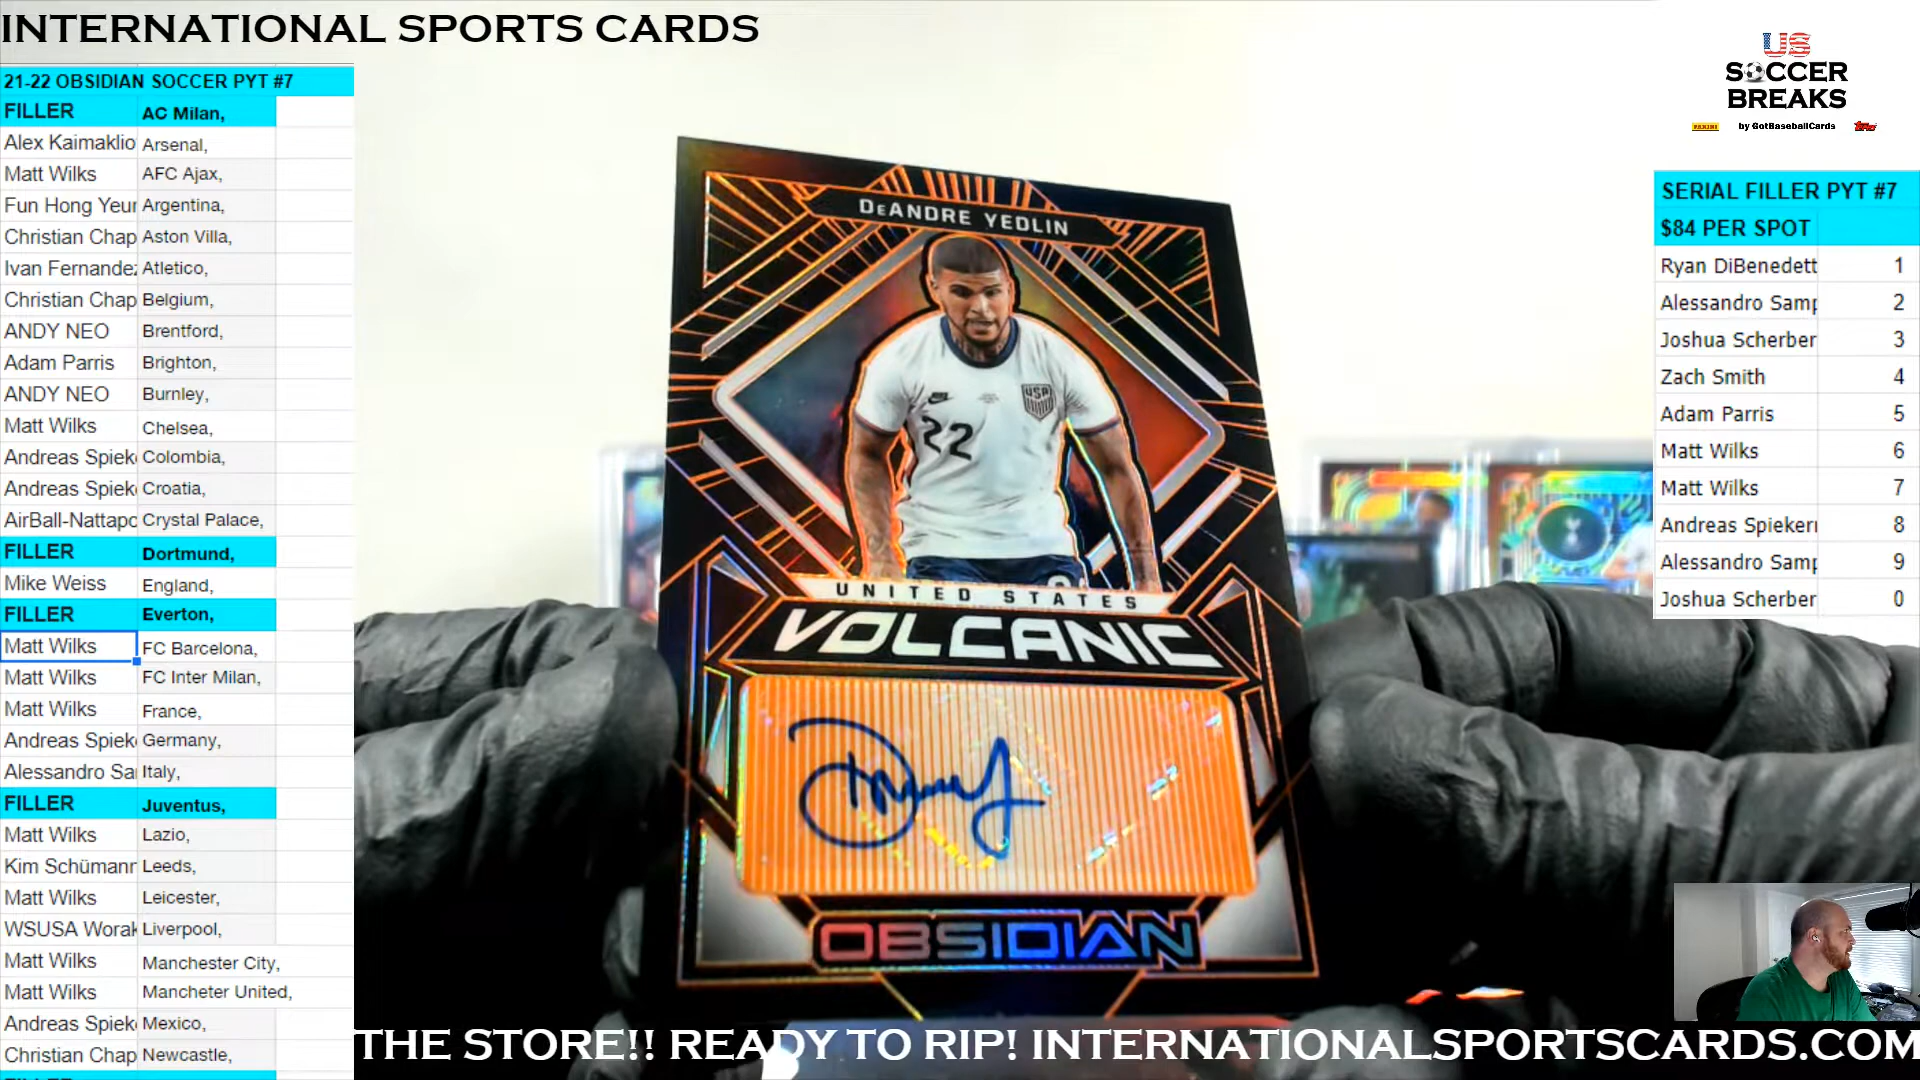 INTERNATIONAL SPORTS CARDS
21-22 OBSIDIAN SOCCER PYT #7
FILLER AC Milan,
Alex Kaimaklio Arsenal,
Matt Wilks AFC Ajax,
Fun Hong Yeur Argentina,
Christian Chap Aston Villa,
Ivan Fernandez Atletico,
Christian Chap Belgium,
ANDY NEO Brentford,
Adam Parris Brighton,
ANDY NEO Burnley,
Matt Wilks Chelsea,
Andreas Spiek Colombia,
Andreas Spiek Croatia,
AirBall-Nattapo Crystal Palace,
FILLER Dortmund,
Mike Weiss England,
FILLER Everton,
Matt Wilks FC Barcelona,
Matt Wilks FC Inter Milan,
Matt Wilks France,
Andreas Spiek Germany,
Alessandro Sa Italy,
FILLER Juventus,
Matt Wilks Lazio,
Kim Schümann Leeds,
Matt Wilks Leicester,
WSUSA Worak Liverpool,
Matt Wilks Manchester City,
Matt Wilks Mancheter United,
Andreas Spiek Mexico,
Christian Chap Newcastle,
DEANDRE YEDLIN
USA
22
UNITED STATES
VOLCANIC
OBSIDIAN
US
SOCCER
BREAKS
PANINI by GotBaseballCards Topps
SERIAL FILLER PYT #7
$84 PER SPOT
Ryan DiBenedett 1
Alessandro Samp 2
Joshua Scherber 3
Zach Smith 4
Adam Parris 5
Matt Wilks 6
Matt Wilks 7
Andreas Spieker 8
Alessandro Samp 9
Joshua Scherber 0
THE STORE!! READY TO RIP! INTERNATIONALSPORTSCARDS.COM